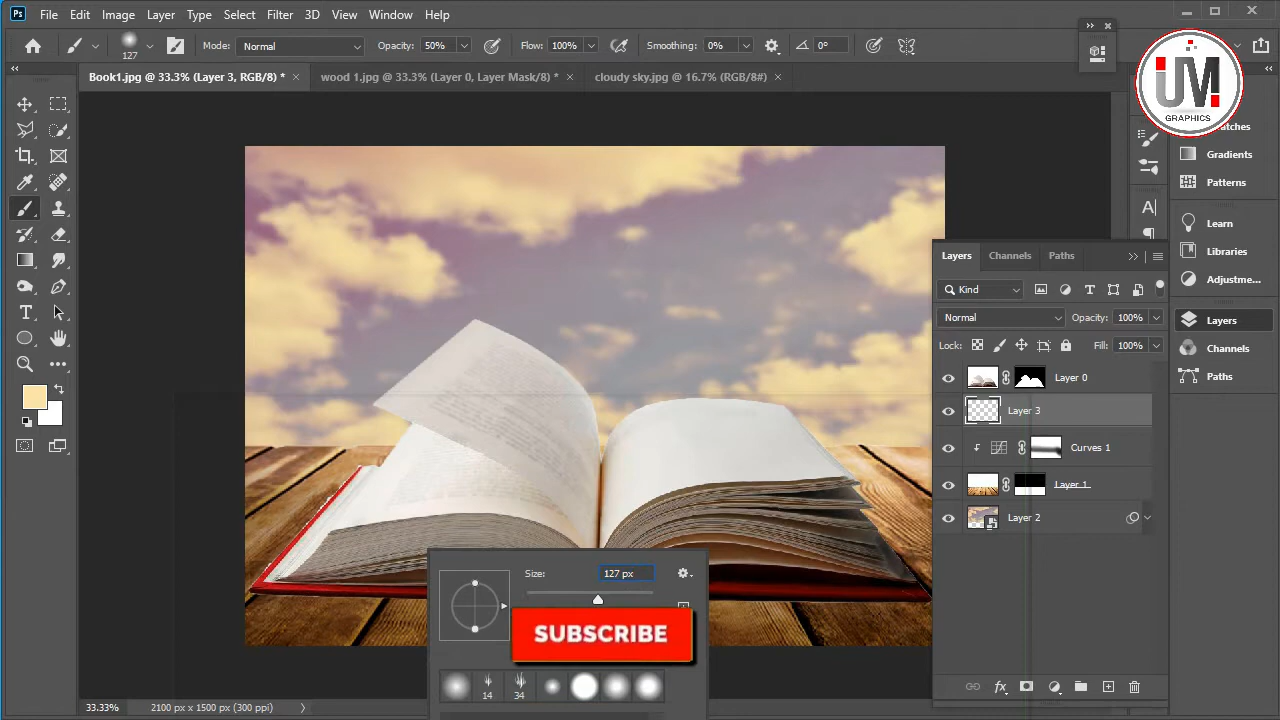 Ps File Edit Image Layer Type Select Filter 3D View Window Help
127 Mode: Normal Opacity: 50% Flow: 100% Smoothing: 0% 0°
Book1.jpg @ 33.3% (Layer 3, RGB/8) * wood 1.jpg @ 33.3% (Layer 0, Layer Mask/8) * cloudy sky.jpg @ 16.7% (RGB/8#)
UM
GRAPHICS
Gradients
Patterns
Learn
Libraries
Adjustme...
Layers
Channels
Paths
Layers Channels Paths
Kind
Normal Opacity: 100%
Lock: Fill: 100%
Layer 0
Layer 3
Curves 1
Layer 1
Layer 2
Size: 127 px
SUBSCRIBE
14 34
33.33% 2100 px x 1500 px (300 ppi)